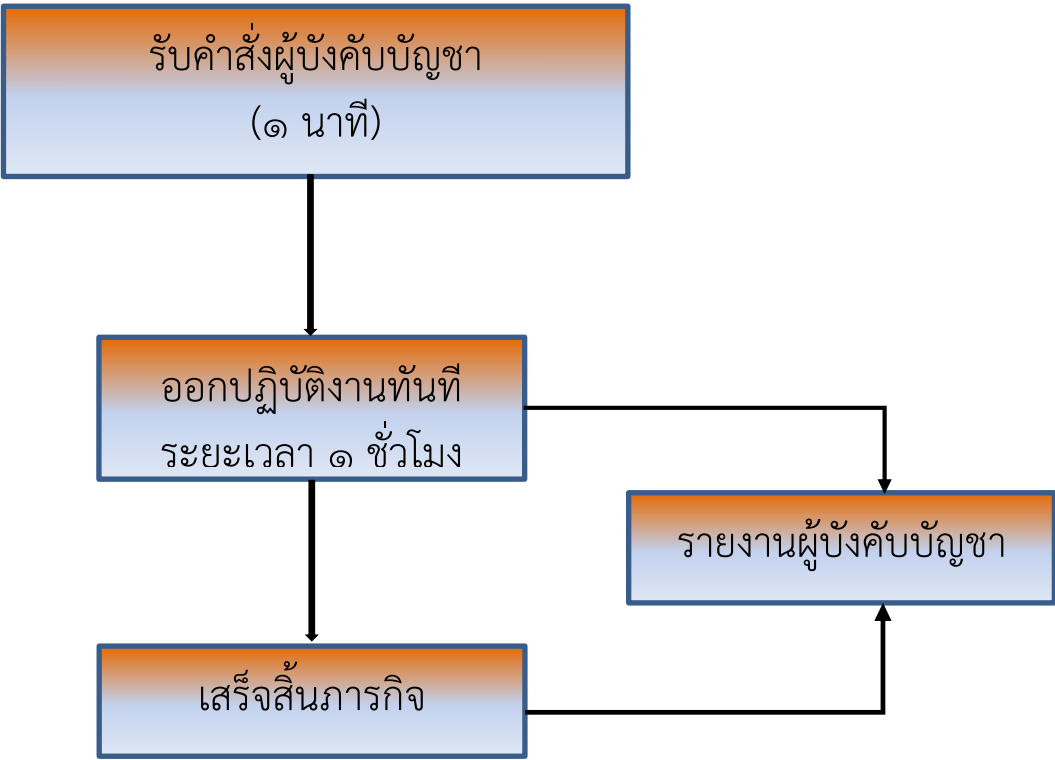 รับคำสั่งผู้บังคับบัญชา
(๑ นาที)
ออกปฏิบัติงานทันที
ระยะเวลา ๑ ชั่วโมง
รายงานผู้บังคับบัญชา
เสร็จสิ้นภารกิจ